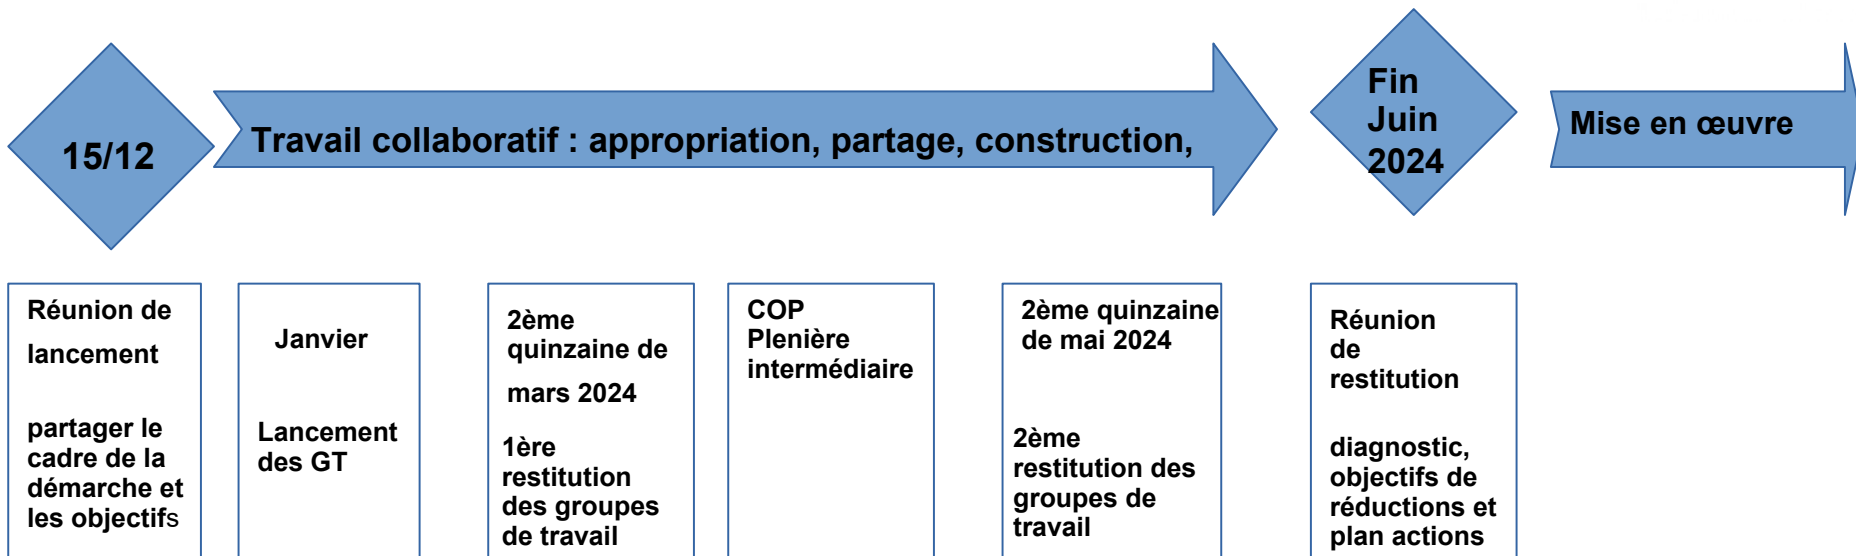 15/12
Travail collaboratif : appropriation, partage, construction,
Fin
Juin
2024
Mise en œuvre
Réunion de
lancement
partager le
cadre de la
démarche et
les objectifs
Janvier
Lancement
des GT
2ème
quinzaine de
mars 2024
1ère
restitution
des groupes
de travail
COP
Plenière
intermédiaire
2ème quinzaine
de mai 2024
2ème
restitution des
groupes de
travail
Réunion
de
restitution
diagnostic,
objectifs de
réductions et
plan actions